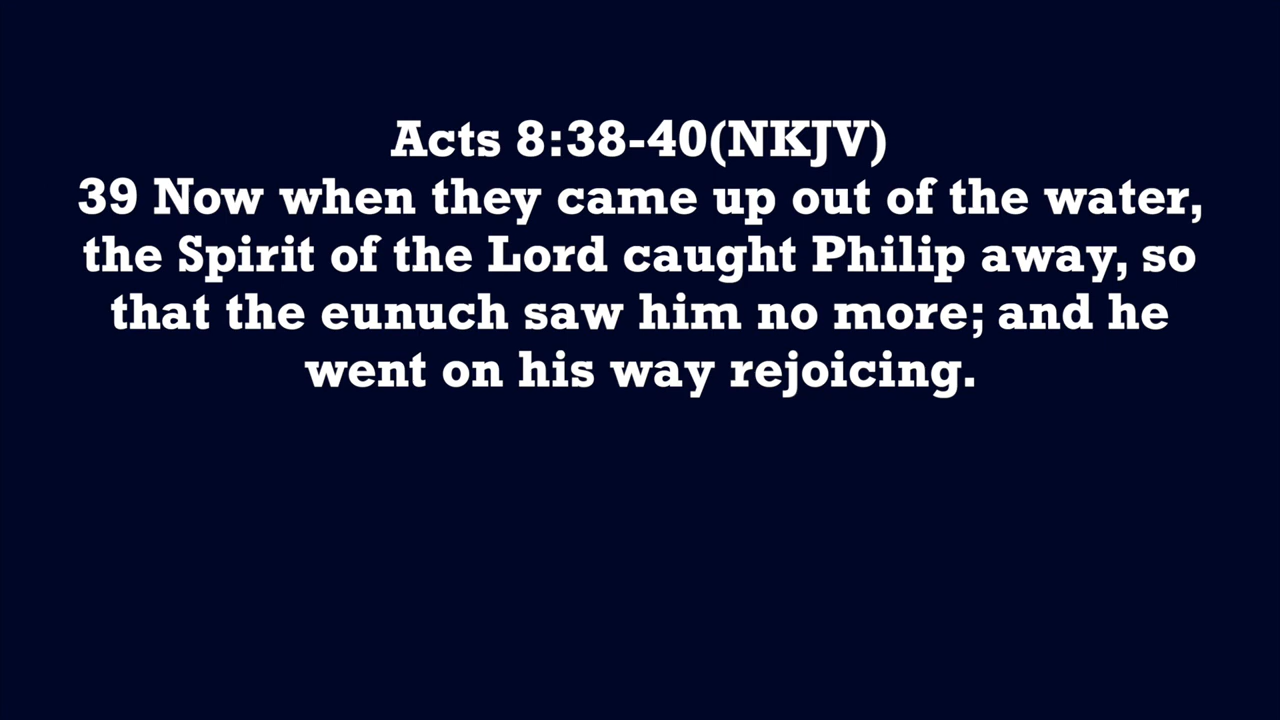 Acts 8:38-40(NKJV)
39 Now when they came up out of the water,
the Spirit of the Lord caught Philip away, so
that the eunuch saw him no more; and he
went on his way rejoicing.